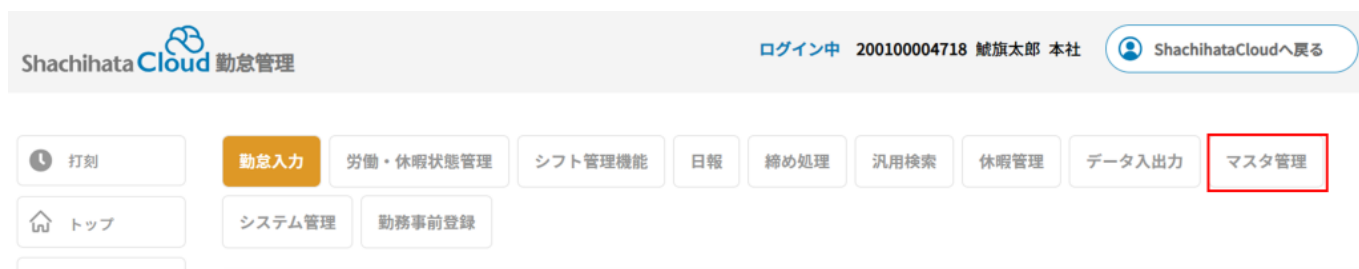 Shachihata Cloud 勤怠管理
ログイン中 200100004718 鯱旗太郎 本社
ShachihataCloudへ戻る
打刻
勤怠入力 労働・休暇状態管理 シフト管理機能 日報 締め処理 汎用検索 休暇管理 データ入出力 マスタ管理
トップ
システム管理 勤務事前登録